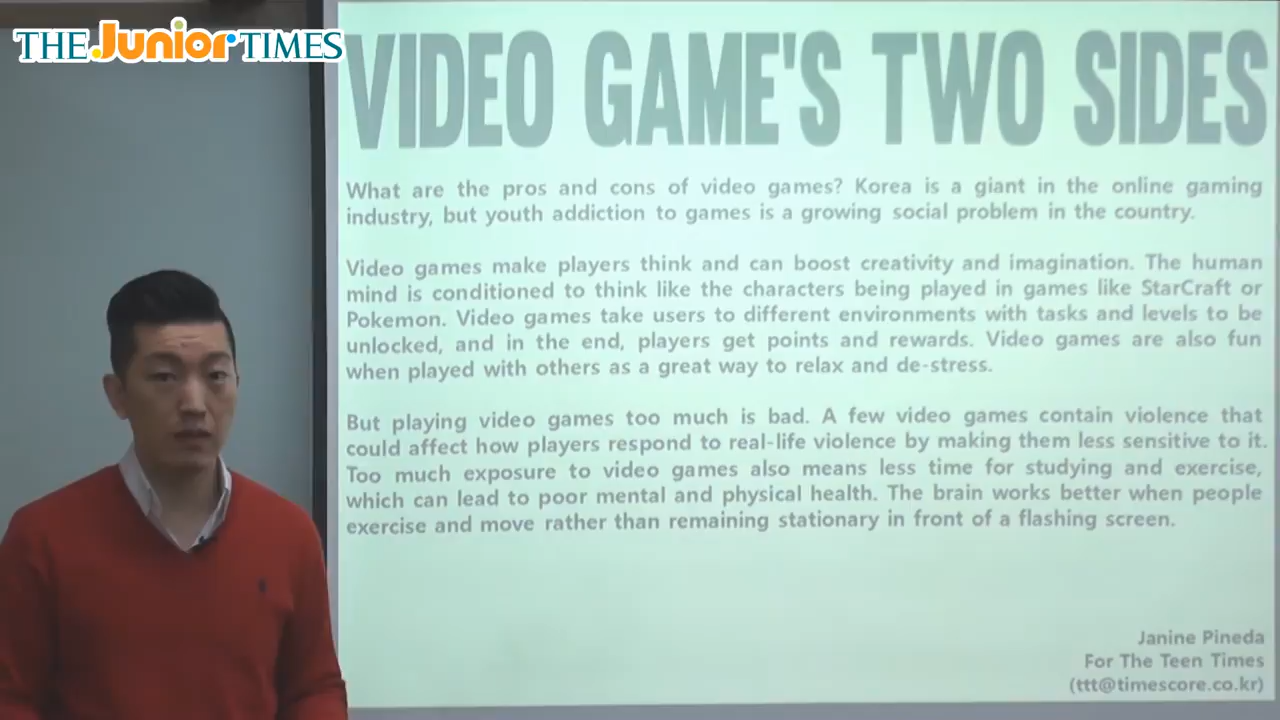 THE Junior TIMES
VIDEO GAME'S TWO SIDES
What are the pros and cons of video games? Korea is a giant in the online gaming
industry, but youth addiction to games is a growing social problem in the country.
Video games make players think and can boost creativity and imagination. The human
mind is conditioned to think like the characters being played in games like StarCraft or
Pokemon. Video games take users to different environments with tasks and levels to be
unlocked, and in the end, players get points and rewards. Video games are also fun
when played with others as a great way to relax and de-stress.
But playing video games too much is bad. A few video games contain violence that
could affect how players respond to real-life violence by making them less sensitive to it.
Too much exposure to video games also means less time for studying and exercise,
which can lead to poor mental and physical health. The brain works better when people
exercise and move rather than remaining stationary in front of a flashing screen.
Janine Pineda
For The Teen Times
(ttt@timescore.co.kr)